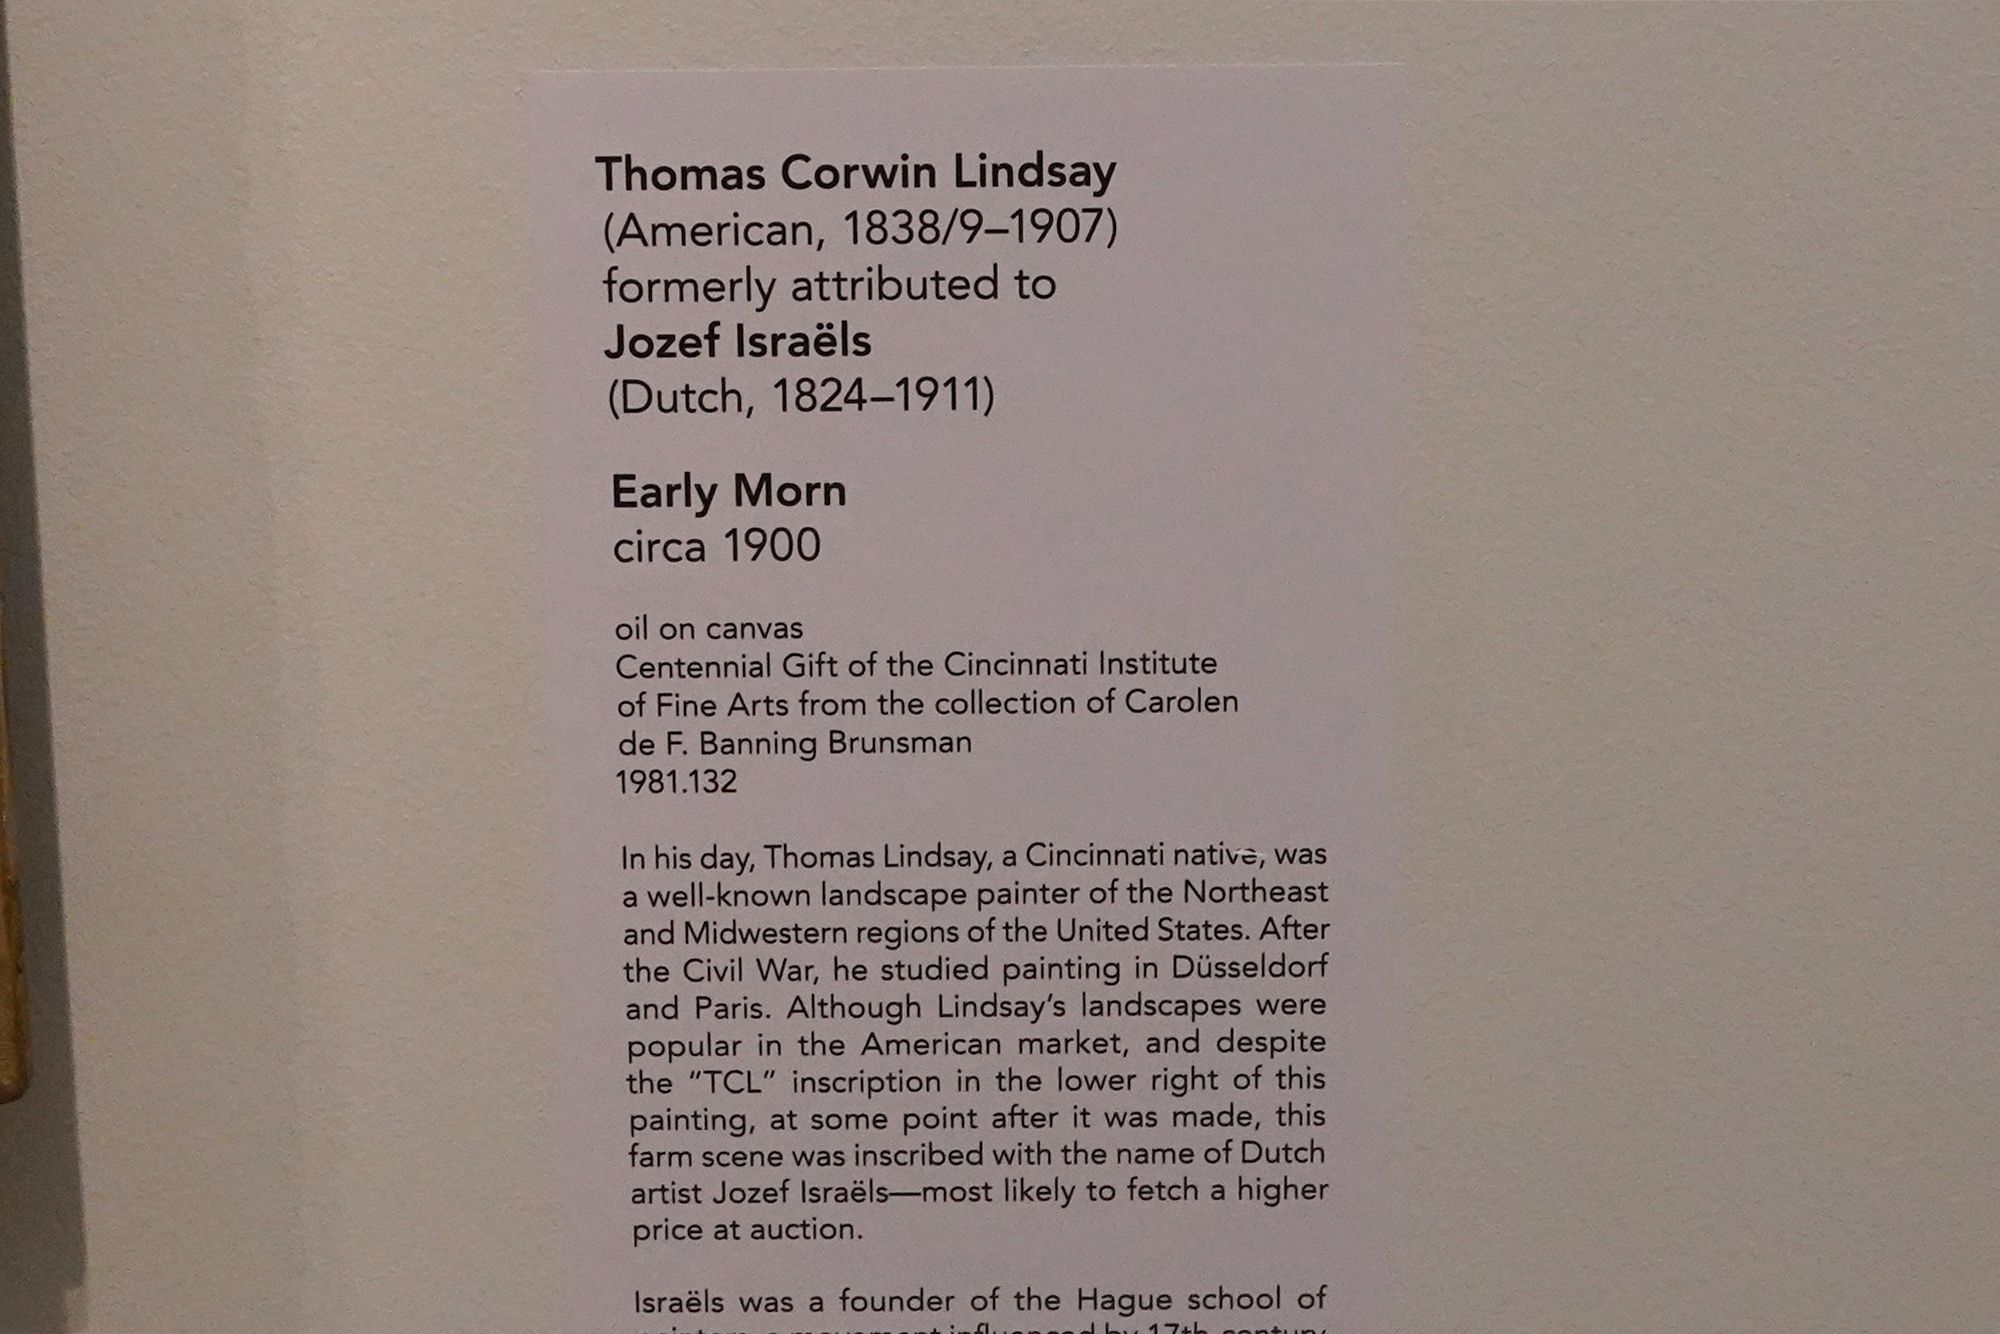 Thomas Corwin Lindsay
(American, 1838/9–1907)
formerly attributed to
Jozef Israëls
(Dutch, 1824–1911)
Early Morn
circa 1900
oil on canvas
Centennial Gift of the Cincinnati Institute
of Fine Arts from the collection of Carolen
de F. Banning Brunsman
1981.132
In his day, Thomas Lindsay, a Cincinnati native, was
a well-known landscape painter of the Northeast
and Midwestern regions of the United States. After
the Civil War, he studied painting in Düsseldorf
and Paris. Although Lindsay's landscapes were
popular in the American market, and despite
the "TCL" inscription in the lower right of this
painting, at some point after it was made, this
farm scene was inscribed with the name of Dutch
artist Jozef Israëls—most likely to fetch a higher
price at auction.
Israëls was a founder of the Hague school of
influenced by 17th century